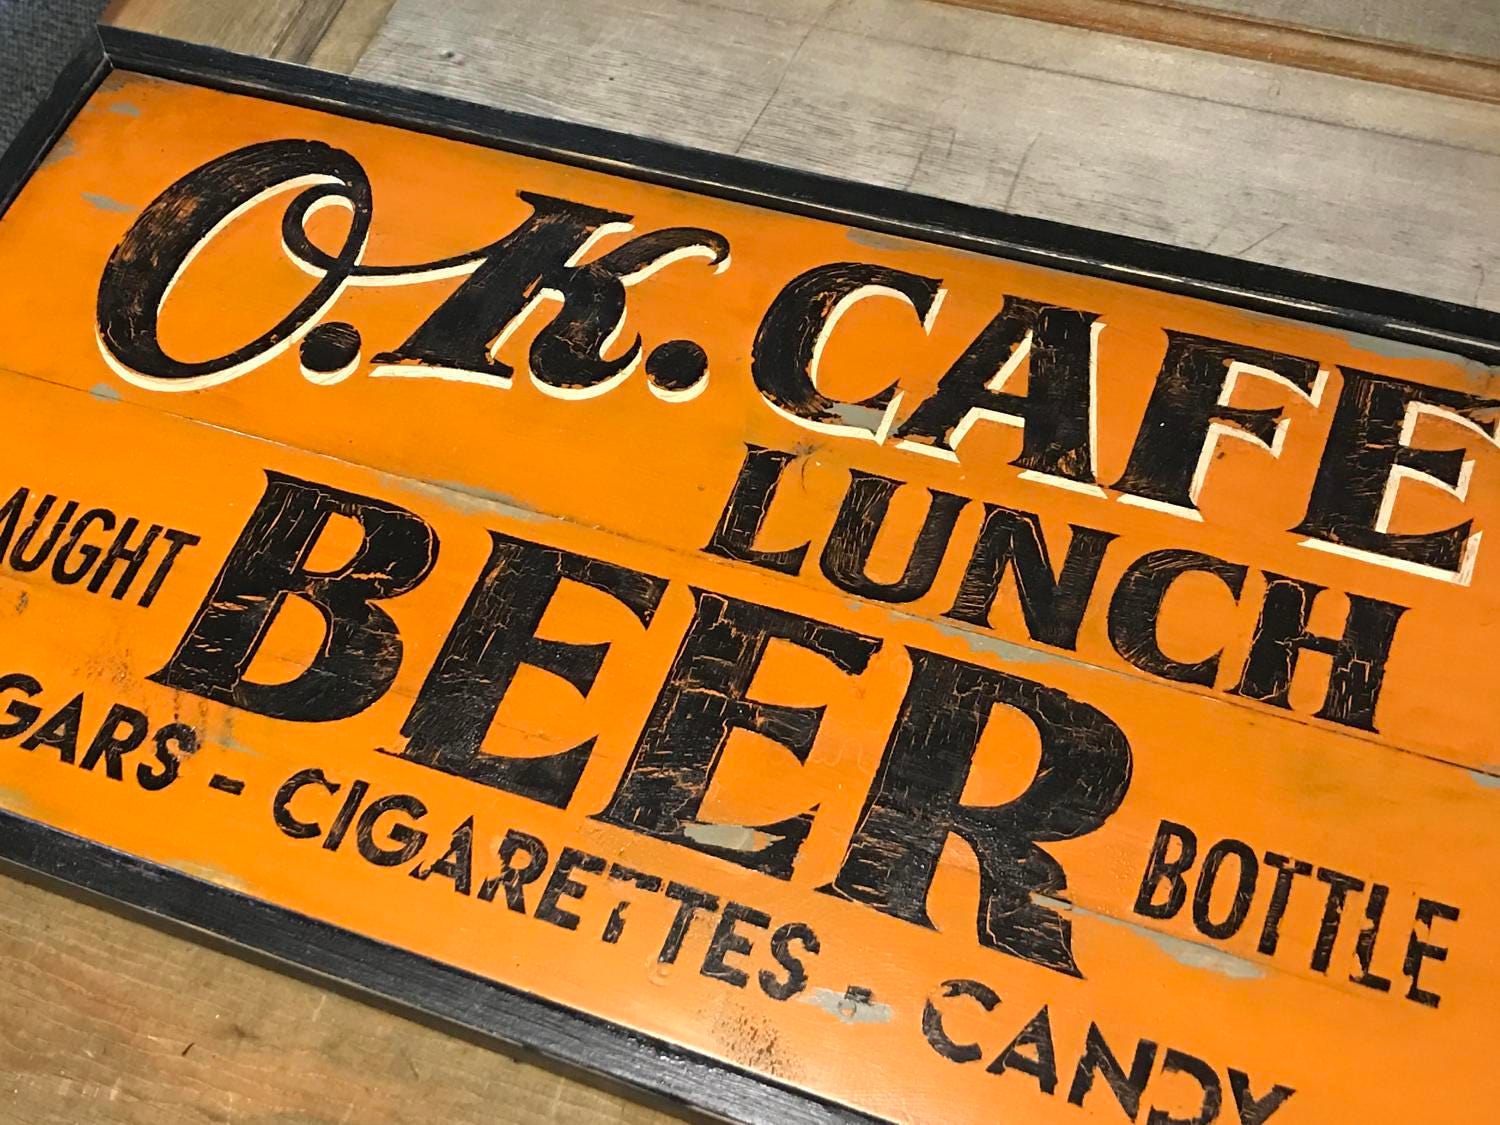 O.K. CAFE
LUNCH
AUGHT BEER BOTTLE
GARS - CIGARETTES - CANDY